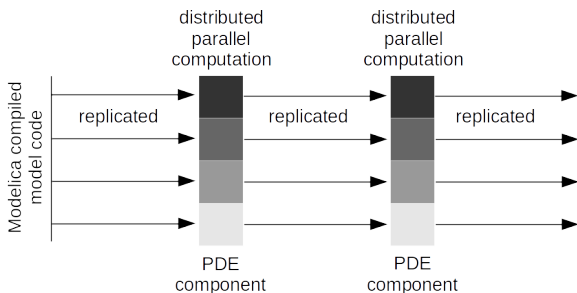 distributed
parallel
computation
distributed
parallel
computation
Modelica compiled
model code
replicated
replicated
replicated
PDE
component
PDE
component